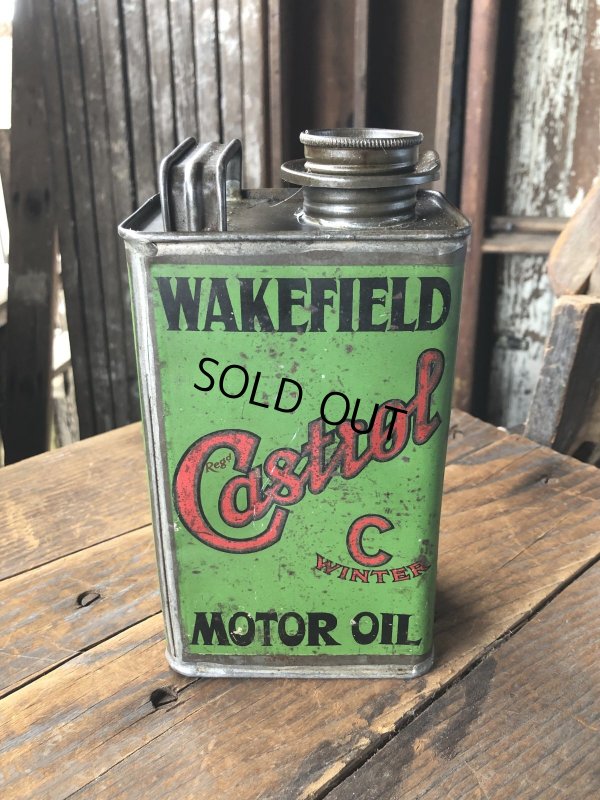 WAKEFIELD
SOLD OUT
Regd
Castrol
C
WINTER
MOTOR OIL